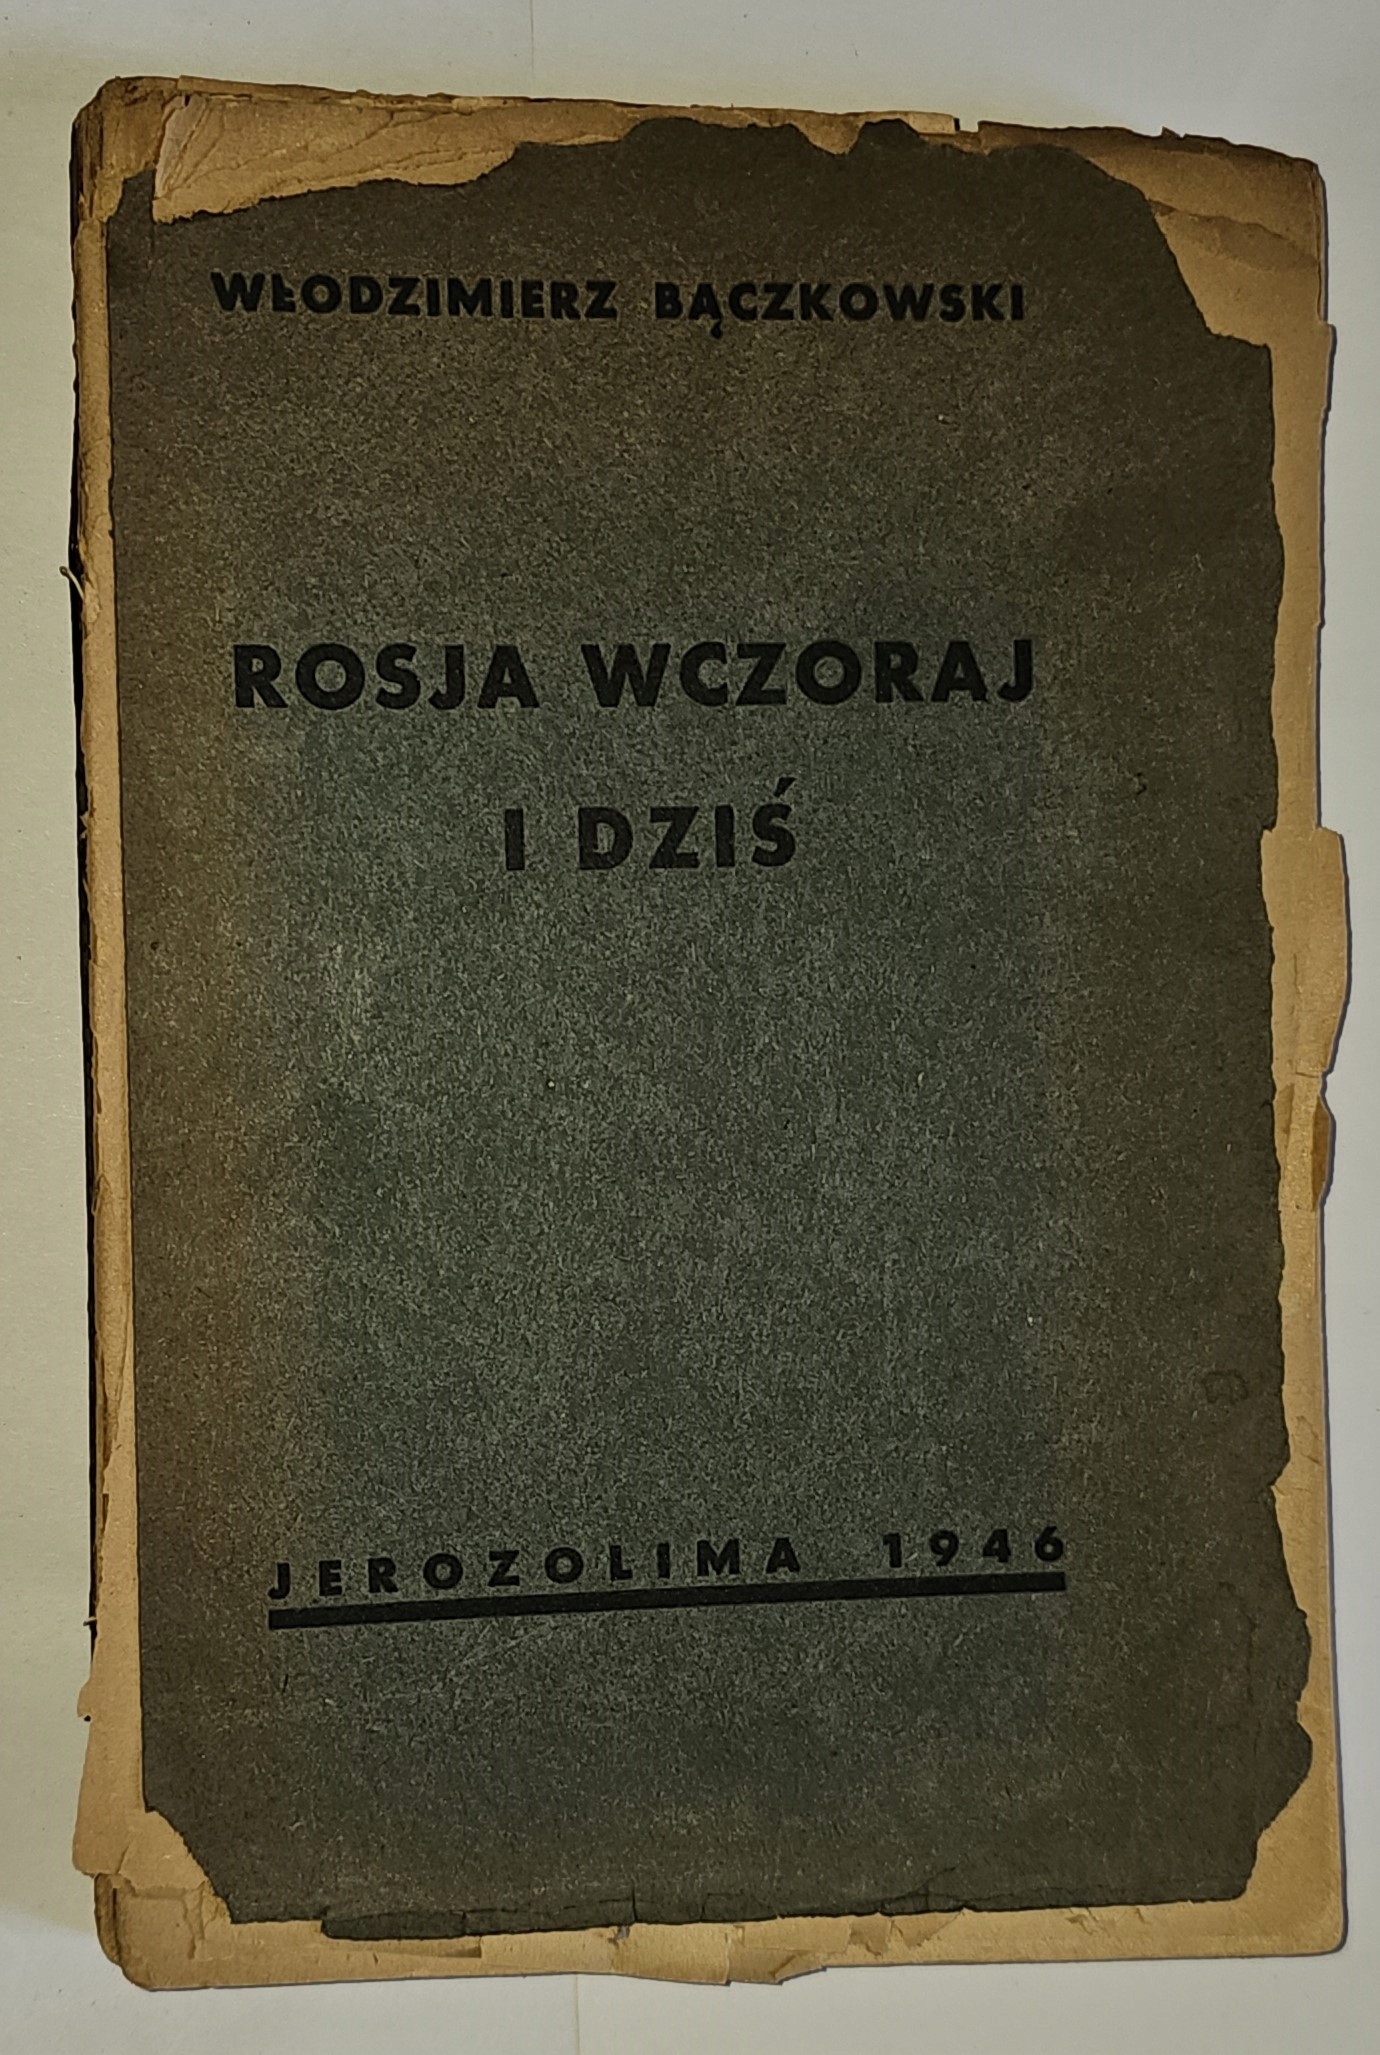 WŁODZIMIERZ BĄCZKOWSKI
ROSJA WCZORAJ
I DZIŚ
JEROZOLIMA 1946